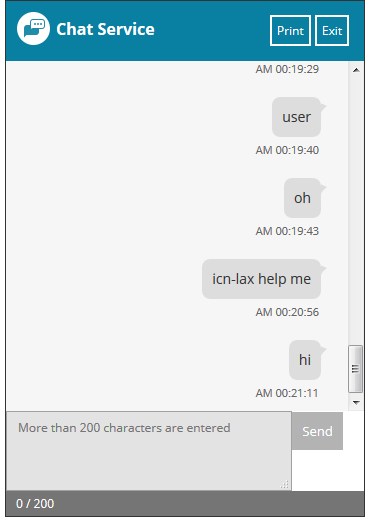 Chat Service
Print Exit
AM 00:19:29
user
AM 00:19:40
oh
AM 00:19:43
icn-lax help me
AM 00:20:56
hi
AM 00:21:11
More than 200 characters are entered
Send
0 / 200